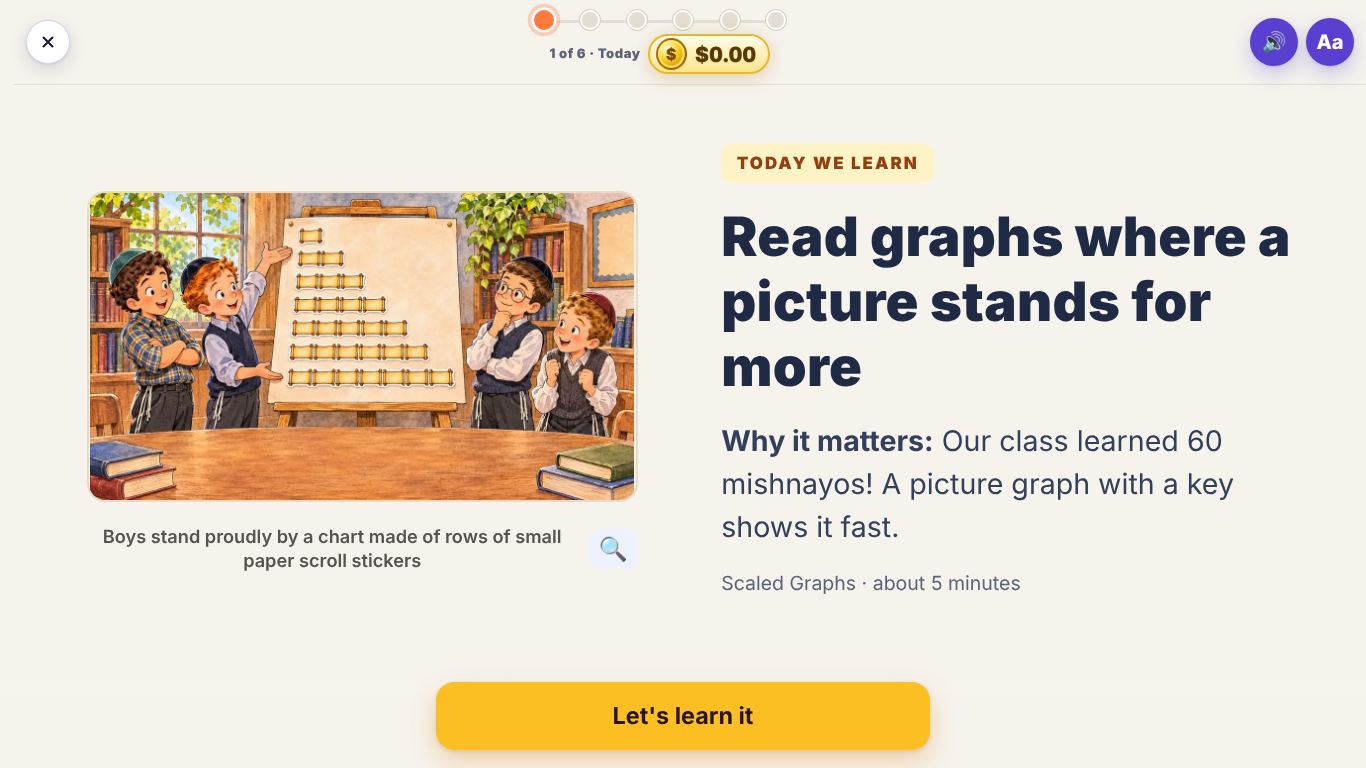 1 of 6 · Today
$ $0.00
Aa
TODAY WE LEARN
Read graphs where a
picture stands for
more
Why it matters: Our class learned 60
mishnayos! A picture graph with a key
shows it fast.
Scaled Graphs · about 5 minutes
Boys stand proudly by a chart made of rows of small
paper scroll stickers
Let's learn it